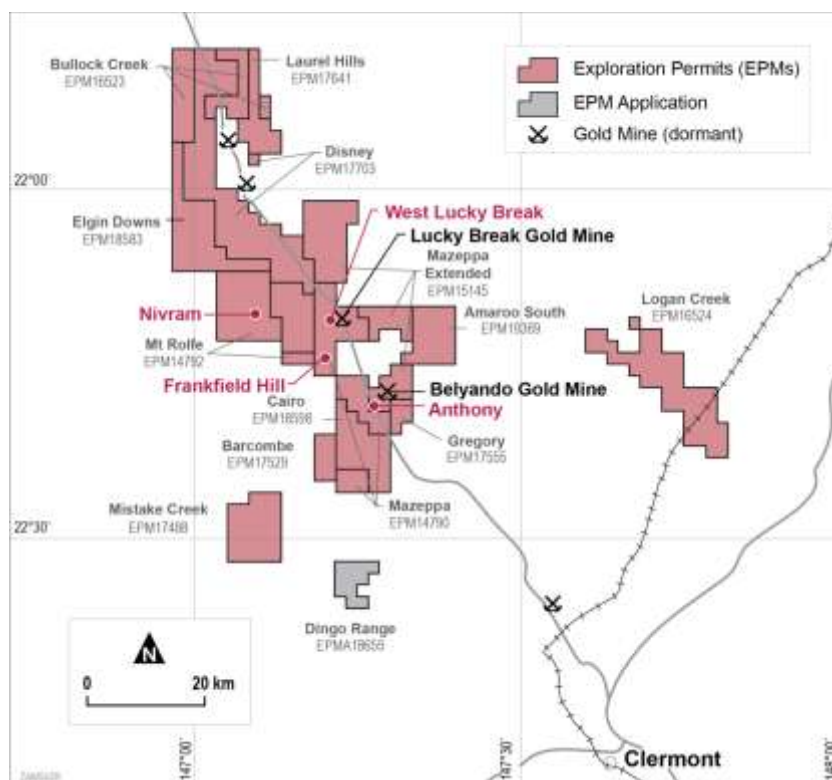 Bullock Creek
EPM16523
Laurel Hills
EPM17641
Exploration Permits (EPMs)
EPM Application
Gold Mine (dormant)
Disney
EPM17703
22°00'
West Lucky Break
Elgin Downs
EPM18583
Lucky Break Gold Mine
Mazeppa
Extended
EPM15145
Logan Creek
EPM16524
Nivram
Amaroo South
Mt Rolfe
EPM14792
Frankfield Hill
Belyando Gold Mine
Cairo
Anthony
Barcombe
Gregory
EPM17555
Mistake Creek
Mazeppa
EPM14790
22°30'
Dingo Range
N
0
20 km
147°00'
147°30'
Clermont